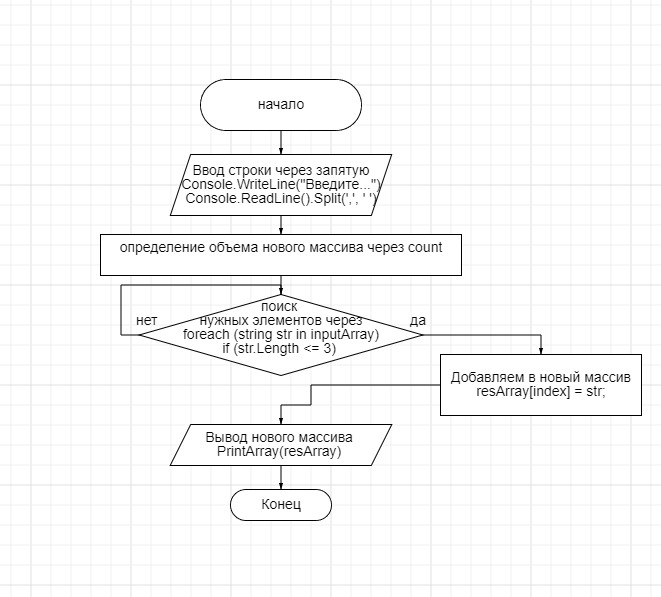 начало
Ввод строки через запятую
Console.WriteLine("Введите...")
Console.ReadLine().Split(',', ' ')
определение объема нового массива через count
поиск
нет
нужных элементов через
да
foreach (string str in inputArray)
if (str.Length <= 3)
Добавляем в новый массив
resArray[index] = str;
Вывод нового массива
PrintArray(resArray)
Конец